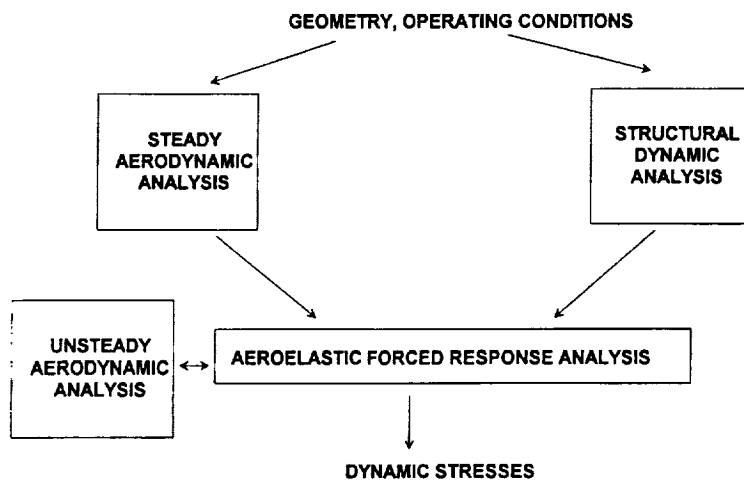 GEOMETRY, OPERATING CONDITIONS
STEADY
AERODYNAMIC
ANALYSIS
STRUCTURAL
DYNAMIC
ANALYSIS
UNSTEADY
AERODYNAMIC
ANALYSIS
AEROELASTIC FORCED RESPONSE ANALYSIS
DYNAMIC STRESSES